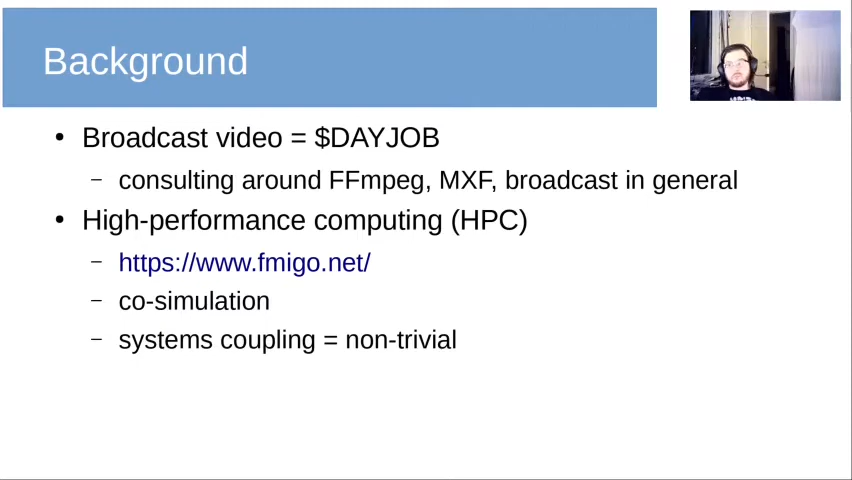 Background
• Broadcast video = $DAYJOB
– consulting around FFmpeg, MXF, broadcast in general
• High-performance computing (HPC)
– https://www.fmigo.net/
– co-simulation
– systems coupling = non-trivial